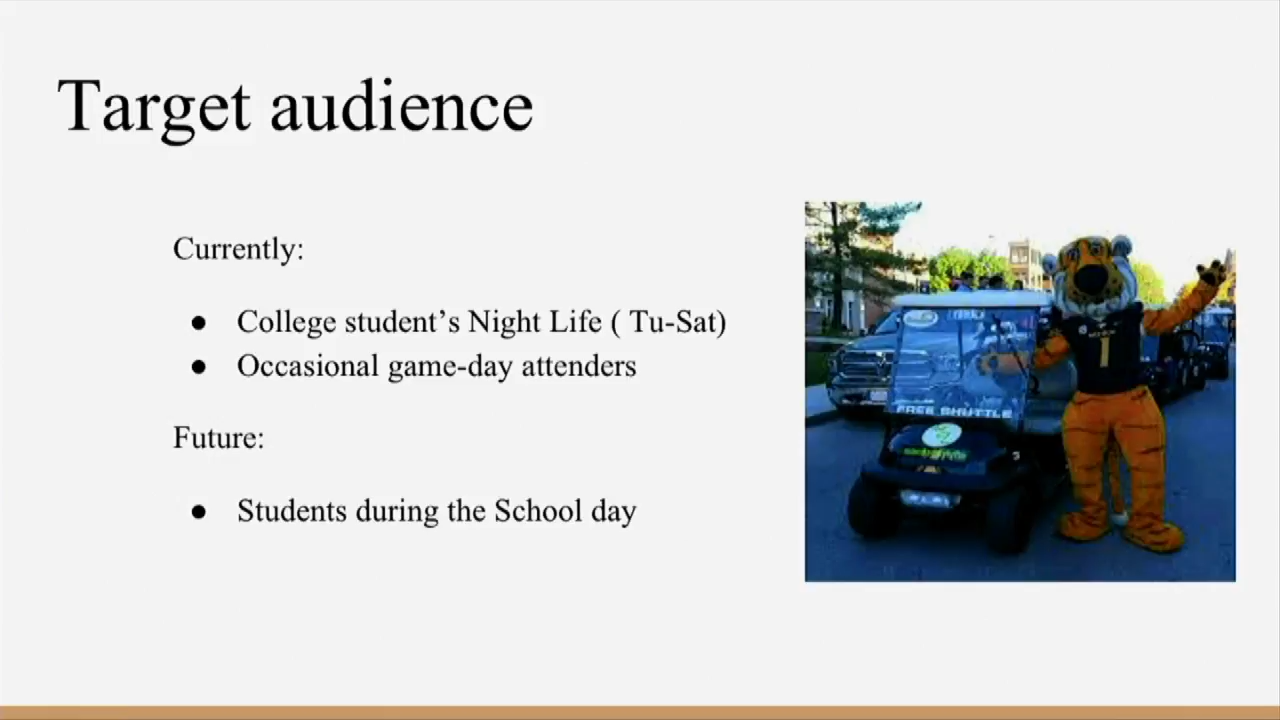 Target audience
Currently:
● College student’s Night Life ( Tu-Sat)
● Occasional game-day attenders
Future:
● Students during the School day
FREE SHUTTLE
1